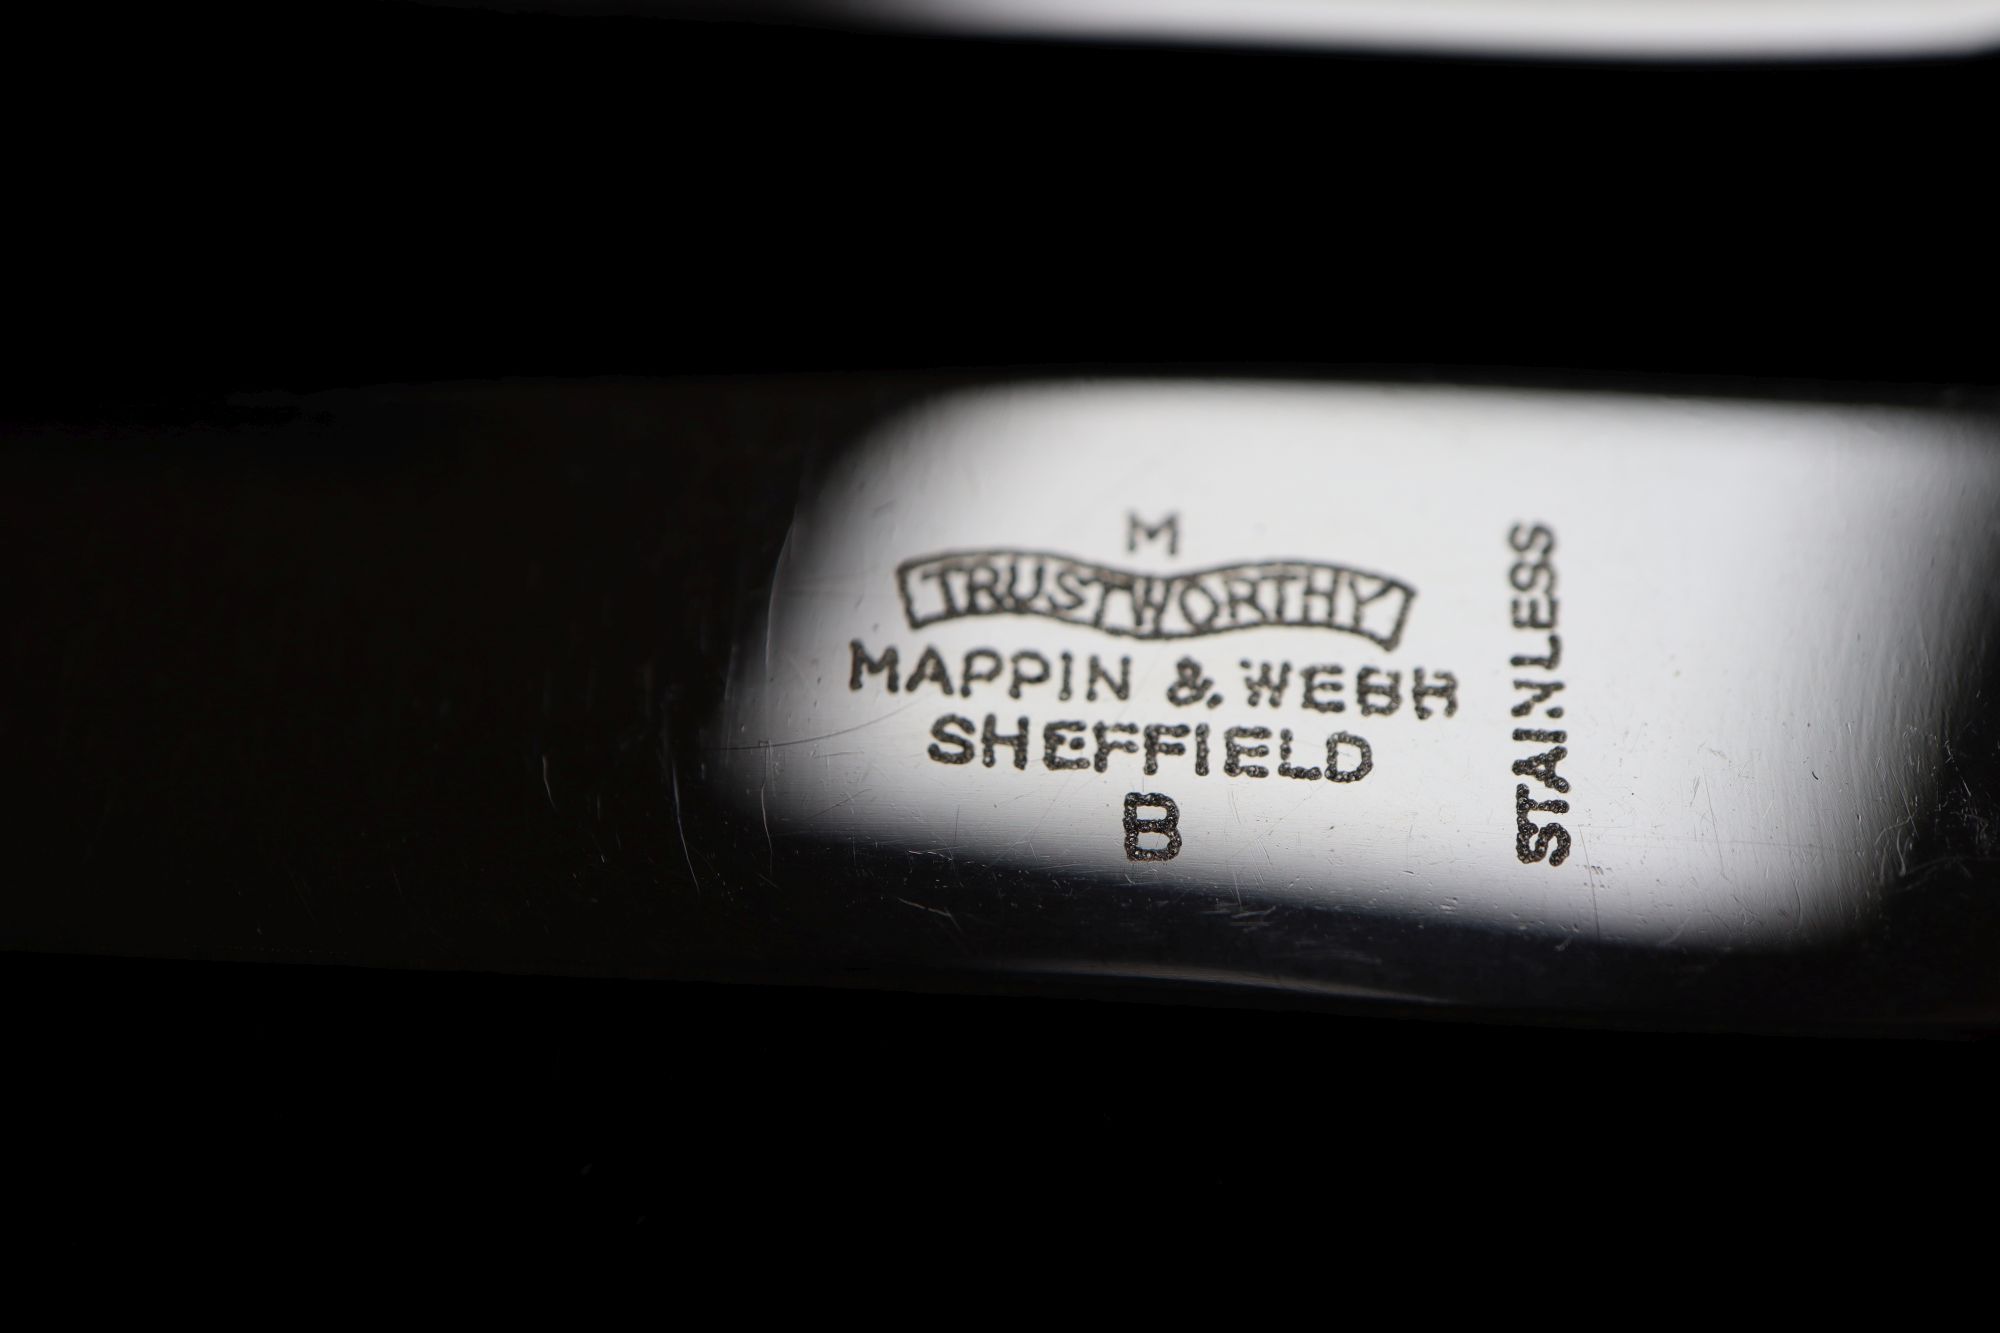 M
TRUSTWORTHY
MAPPIN & WEBB
SHEFFIELD
B
STAINLESS